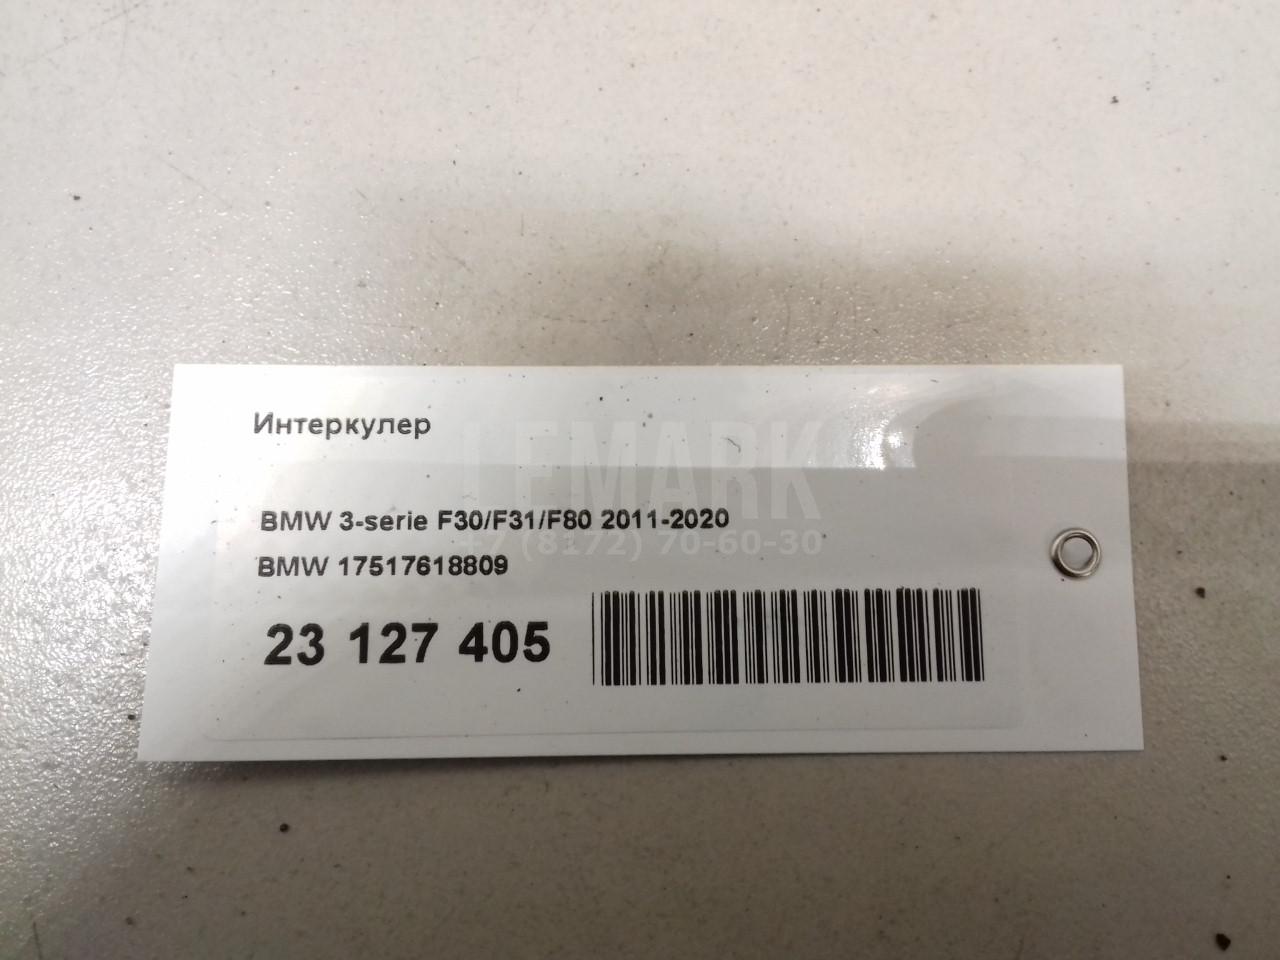 Интеркулер
LEMARK
BMW 3-serie F30/F31/F80 2011-2020
+7 (8172) 70-60-30
BMW 17517618809
23 127 405